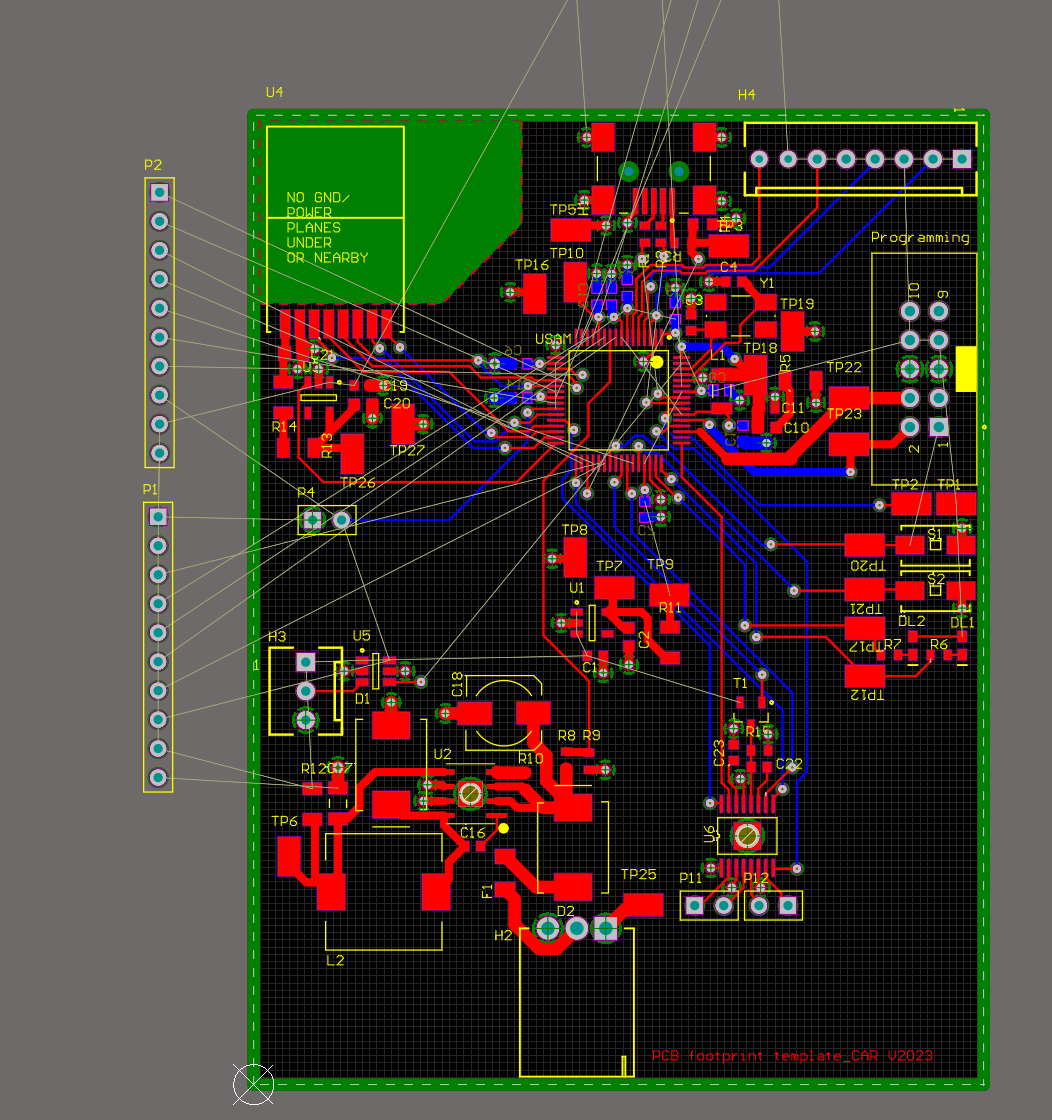 U4
H4
1
P2
NO GND/
POWER
PLANES
UNDER
OR NEARBY
TP5
TP3
Programming
TP10
TP16
C4
Y1
10
9
C3
TP19
L1
TP18
R5
TP22
C19
C20
C11
C10
TP23
R14
R13
TP27
2
1
TP26
P1
P4
TP2
TP1
S1
TP8
TP20
TP7
TP9
S2
U1
R11
TP21
DL2
DL1
H3
U5
C2
TP17
R7
R6
1
C1
D1
C18
T1
TP12
U2
R8
R9
R10
C23
C22
R12
TP6
C16
U6
F1
TP25
P11
P12
D2
H2
L2
PCB footprint template_CAR V2023